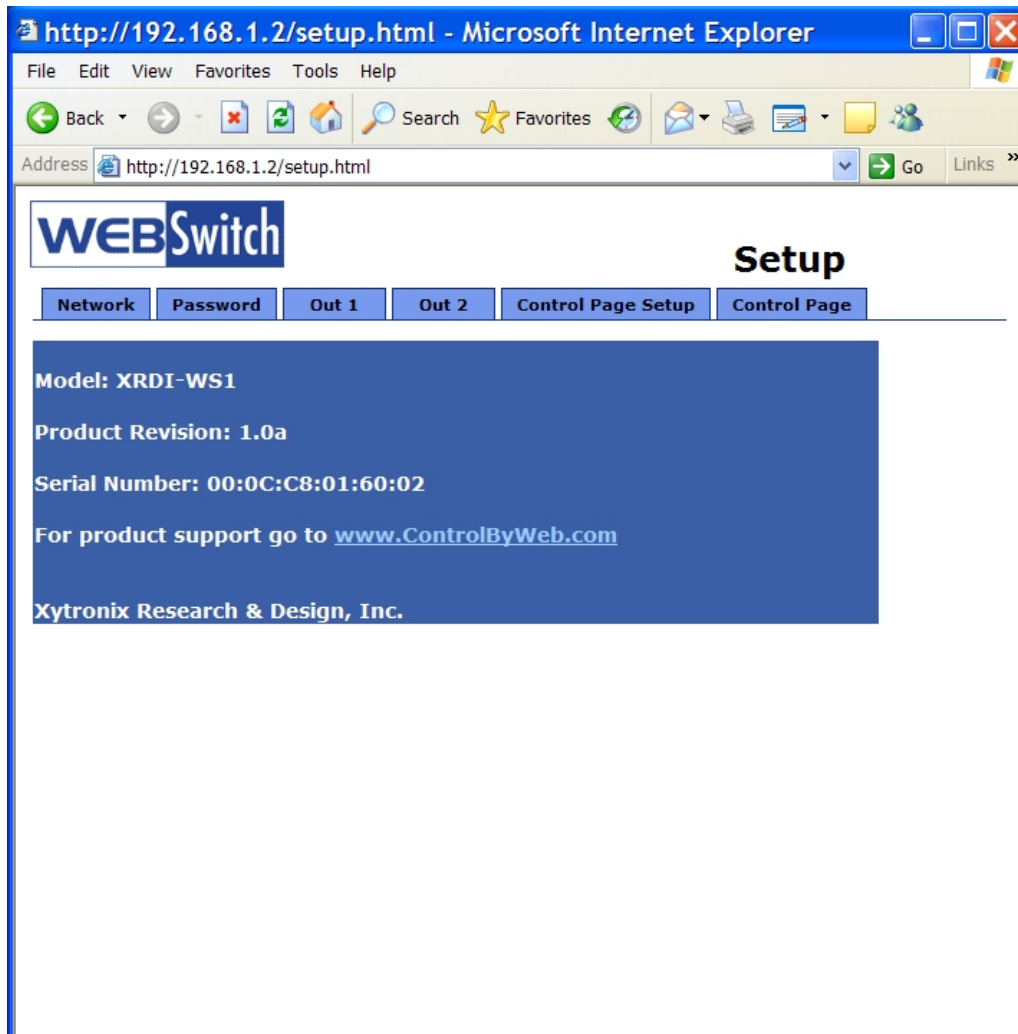 http://192.168.1.2/setup.html - Microsoft Internet Explorer
File Edit View Favorites Tools Help
Back Search Favorites
Address http://192.168.1.2/setup.html Go Links »
WEBSwitch
Setup
Network Password Out 1 Out 2 Control Page Setup Control Page
Model: XRDI-WS1
Product Revision: 1.0a
Serial Number: 00:0C:C8:01:60:02
For product support go to www.ControlByWeb.com
Xytronix Research & Design, Inc.